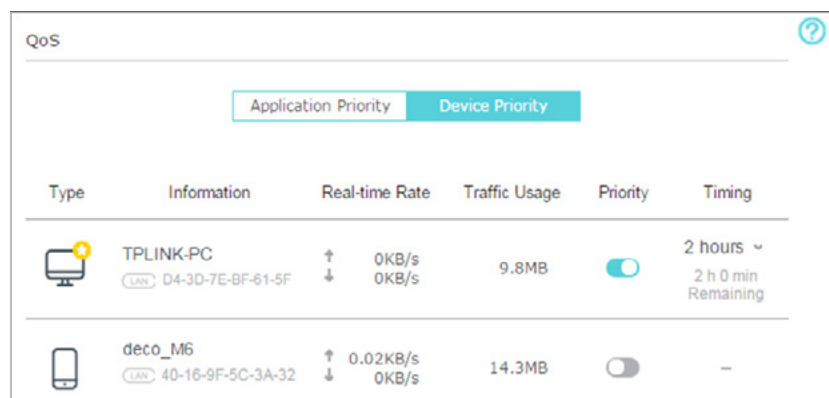 QoS
?
Application Priority Device Priority
Type Information Real-time Rate Traffic Usage Priority Timing
TPLINK-PC
LAN D4-3D-7E-BF-61-5F
↑ 0KB/s
↓ 0KB/s
9.8MB
2 hours
2 h 0 min
Remaining
deco_M6
LAN 40-16-9F-5C-3A-32
↑ 0.02KB/s
↓ 0KB/s
14.3MB
–